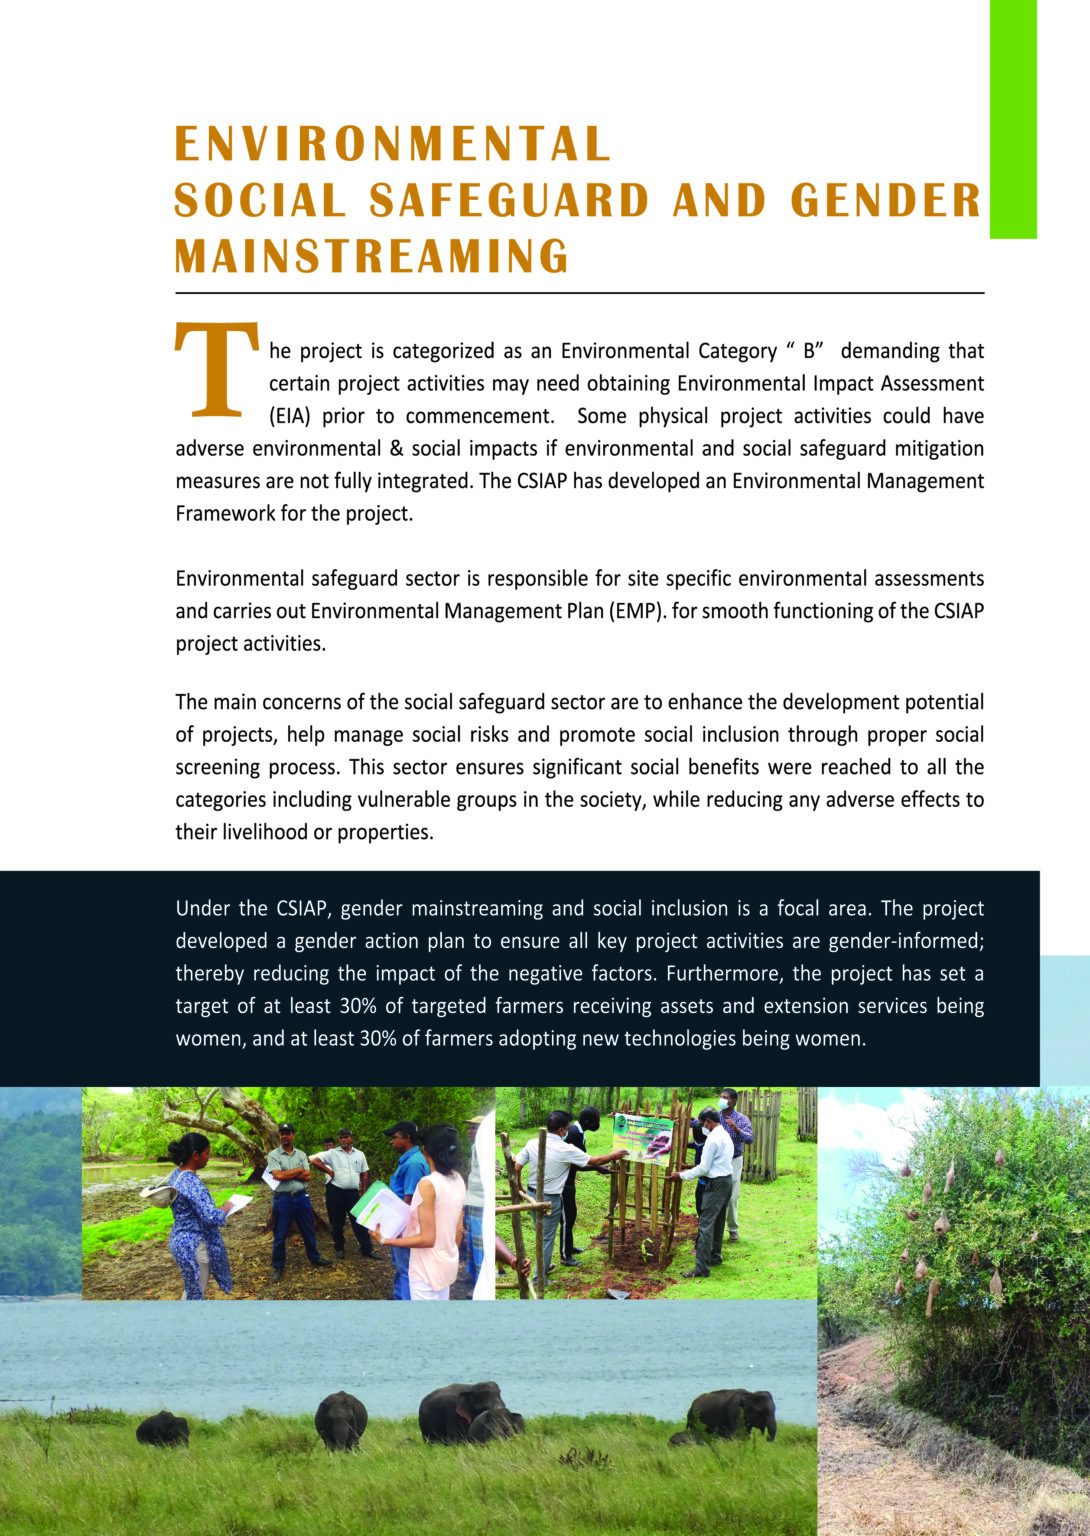 ENVIRONMENTAL
SOCIAL SAFEGUARD AND GENDER
MAINSTREAMING
The project is categorized as an Environmental Category “ B”  demanding that
certain project activities may need obtaining Environmental Impact Assessment
(EIA) prior to commencement.  Some physical project activities could have
adverse environmental & social impacts if environmental and social safeguard mitigation
measures are not fully integrated. The CSIAP has developed an Environmental Management
Framework for the project.
Environmental safeguard sector is responsible for site specific environmental assessments
and carries out Environmental Management Plan (EMP). for smooth functioning of the CSIAP
project activities.
The main concerns of the social safeguard sector are to enhance the development potential
of projects, help manage social risks and promote social inclusion through proper social
screening process. This sector ensures significant social benefits were reached to all the
categories including vulnerable groups in the society, while reducing any adverse effects to
their livelihood or properties.
Under the CSIAP, gender mainstreaming and social inclusion is a focal area. The project
developed a gender action plan to ensure all key project activities are gender-informed;
thereby reducing the impact of the negative factors. Furthermore, the project has set a
target of at least 30% of targeted farmers receiving assets and extension services being
women, and at least 30% of farmers adopting new technologies being women.